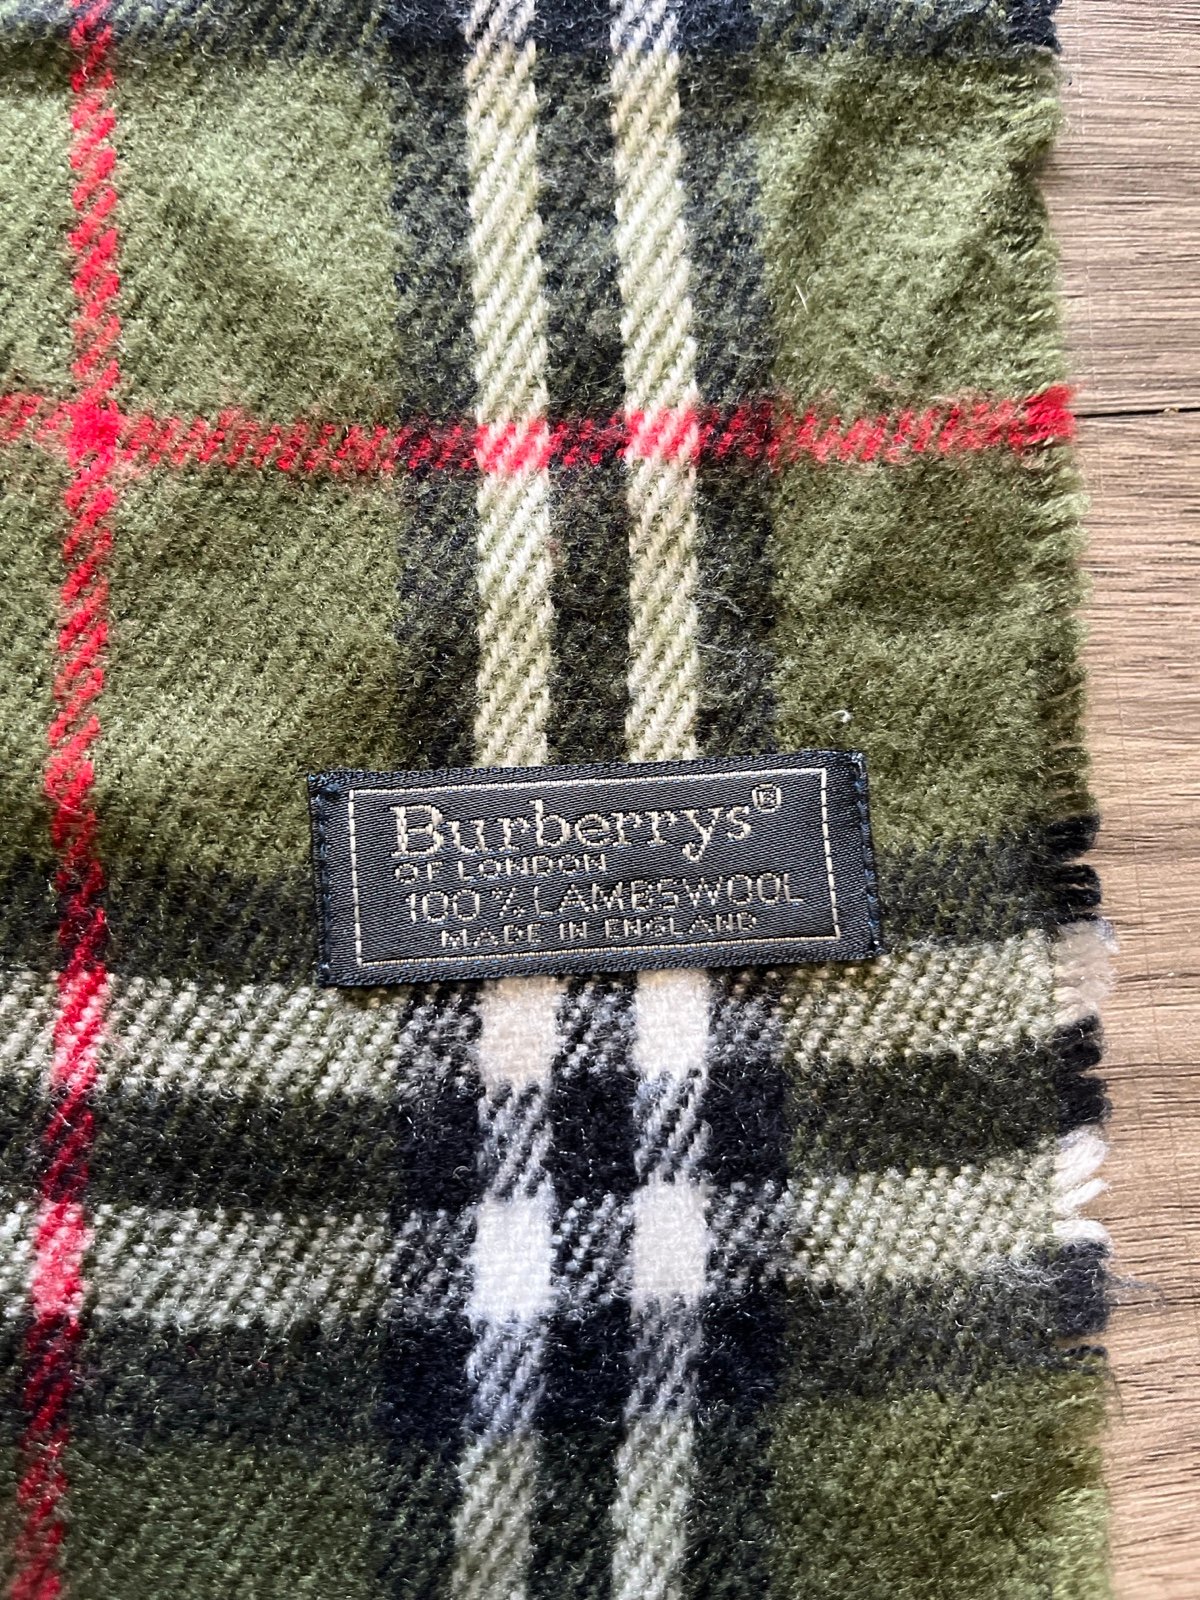 Burberrys®
OF LONDON
100% LAMBSWOOL
MADE IN ENGLAND